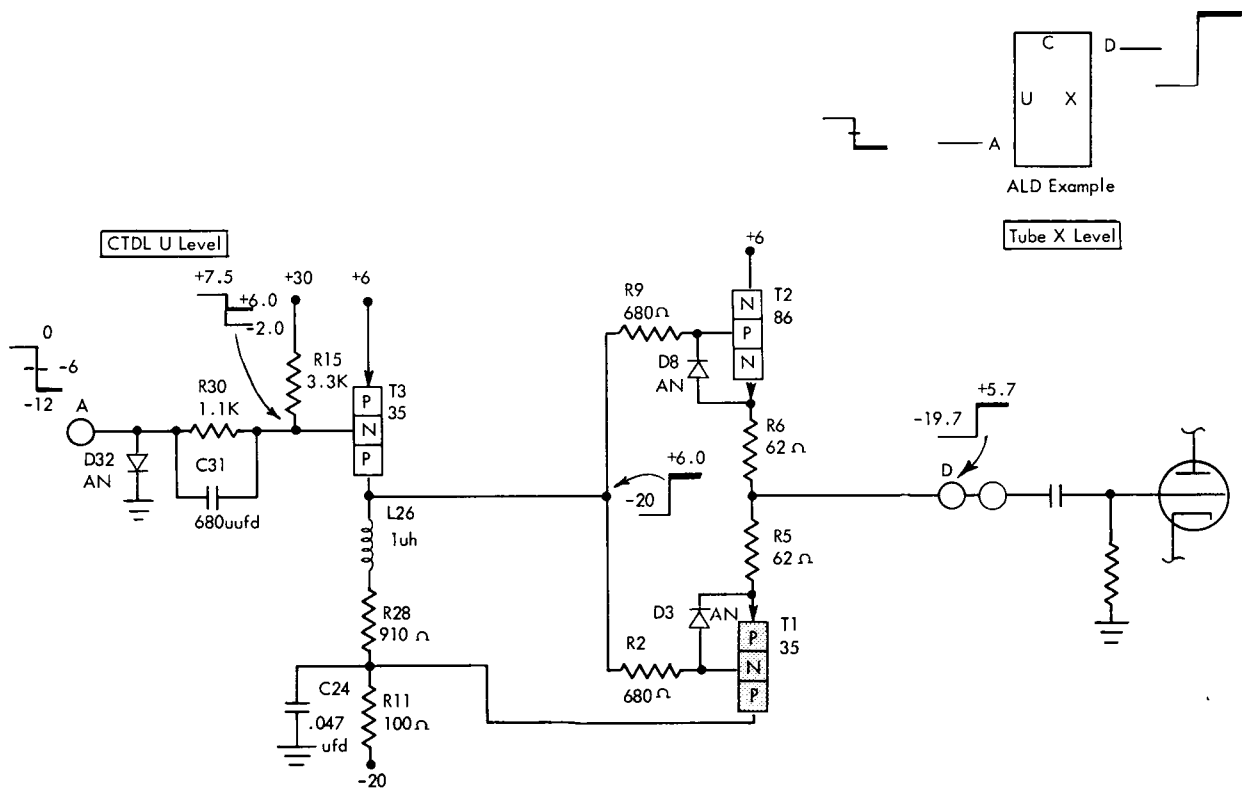 C
D
U X
A
ALD Example
CTDL U Level
Tube X Level
+7.5
+30
+6
+6
+6.0
-2.0
0
-6
-12
A
R30
1.1K
R15
3.3K
T3
35
P
N
P
D32
AN
C31
680uufd
R9
680Ω
T2
86
N
P
N
D8
AN
R6
62 Ω
+5.7
-19.7
D
+6.0
-20
L26
1uh
R5
62 Ω
R28
910 Ω
D3
AN
T1
35
P
N
P
R2
680 Ω
C24
.047
ufd
R11
100Ω
-20